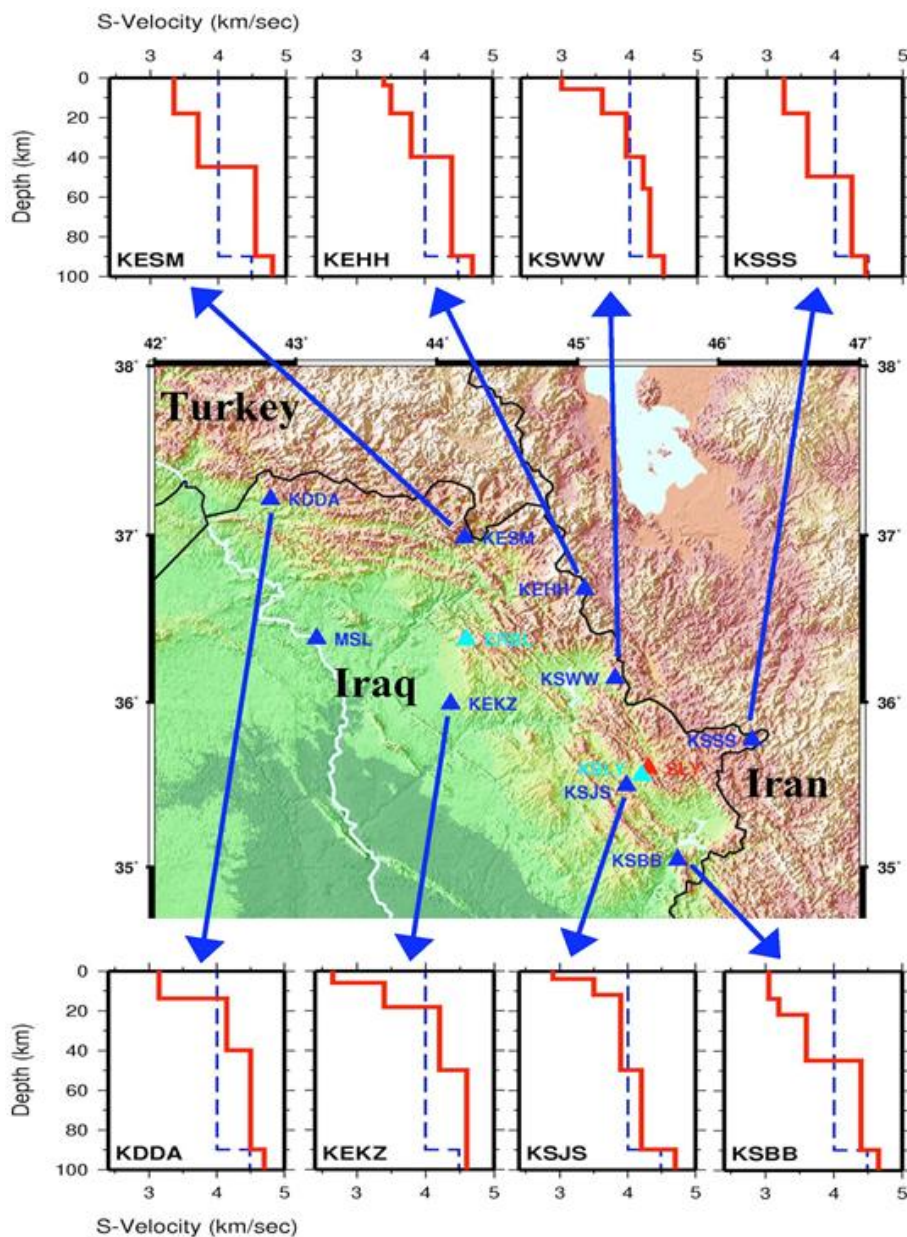 S-Velocity (km/sec)
3 4 5 3 4 5 3 4 5 3 4 5
0
20
40
60
80
100
Depth (km)
KESM KEHH KSWW KSSS
42 43 44 45 46 47
38 38
Turkey
KDDA
37 KESM 37
KEHH
MSL
Iraq
KSWW
36 KEKZ 36
KSSS
KSLY SLY Iran
KSJS
KSBB
35 35
0
20
40
60
80
100
Depth (km)
KDDA KEKZ KSJS KSBB
3 4 5 3 4 5 3 4 5 3 4 5
S-Velocity (km/sec)